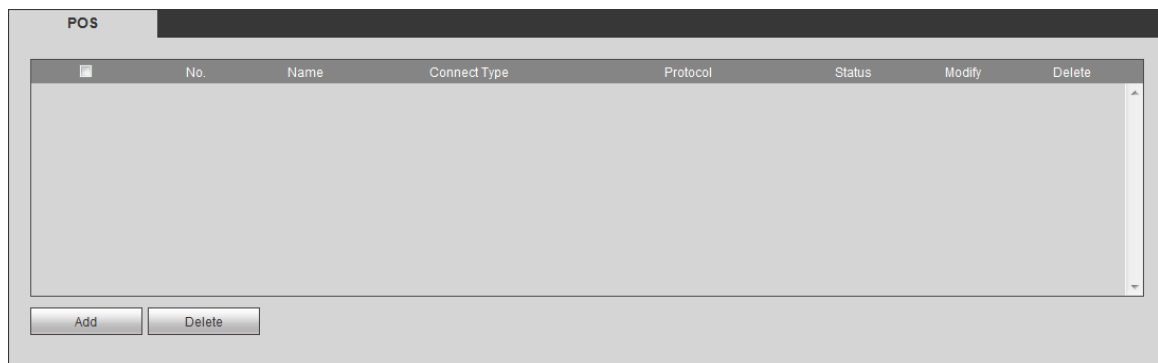 POS
No. Name Connect Type Protocol Status Modify Delete
Add Delete